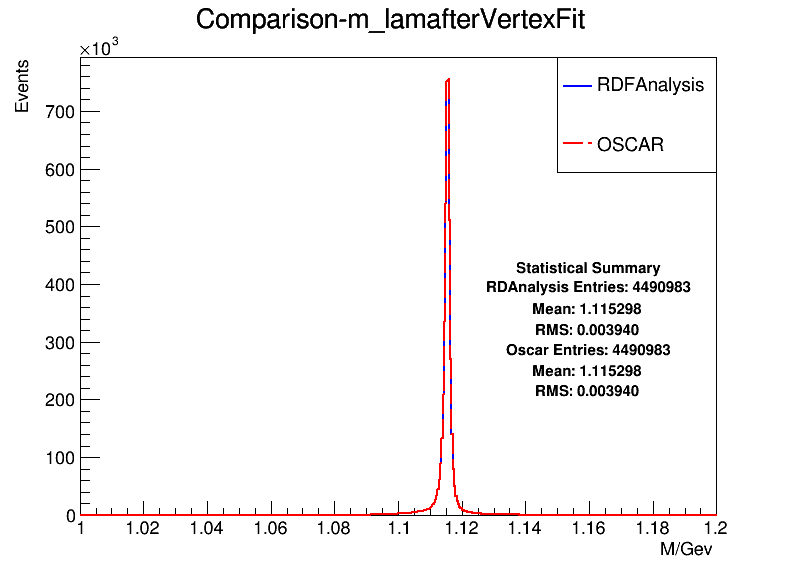 Comparison-m_lamafterVertexFit
×10³
Events
RDFAnalysis
OSCAR
700
600
500
400
300
200
100
0
Statistical Summary
RDAnalysis Entries: 4490983
Mean: 1.115298
RMS: 0.003940
Oscar Entries: 4490983
Mean: 1.115298
RMS: 0.003940
1 1.02 1.04 1.06 1.08 1.1 1.12 1.14 1.16 1.18 1.2
M/Gev